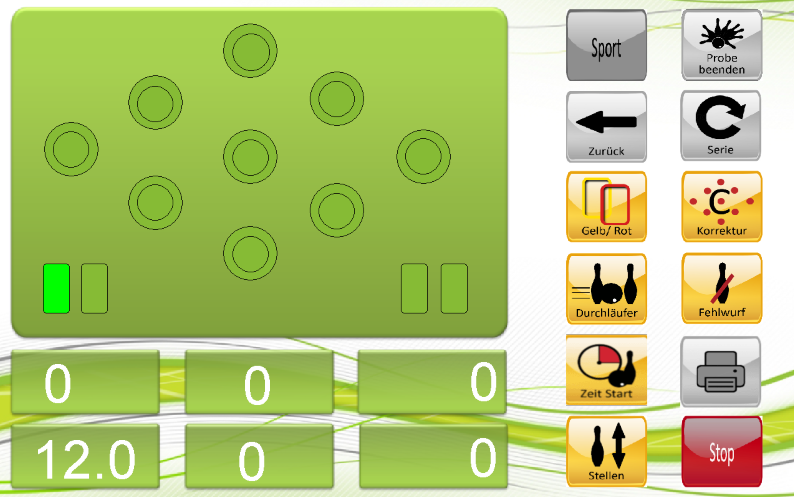 Sport
Probe
beenden
Zurück
Serie
Gelb/ Rot
C
Korrektur
Durchläufer
Fehlwurf
0
0
0
Zeit Start
12.0
0
0
Stellen
Stop